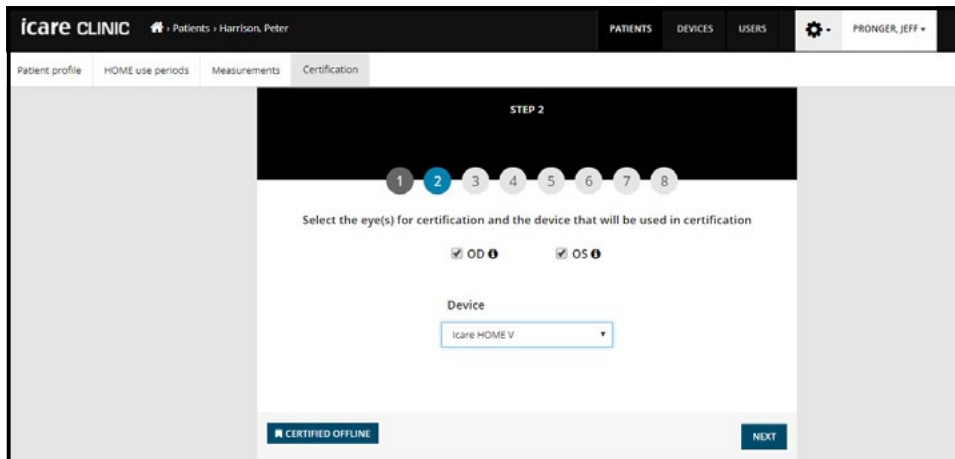 icare CLINIC › Patients › Harrison, Peter PATIENTS DEVICES USERS PRONGER, JEFF
Patient profile HOME use periods Measurements Certification
STEP 2
1 2 3 4 5 6 7 8
Select the eye(s) for certification and the device that will be used in certification
OD OS
Device
Icare HOME V
CERTIFIED OFFLINE NEXT